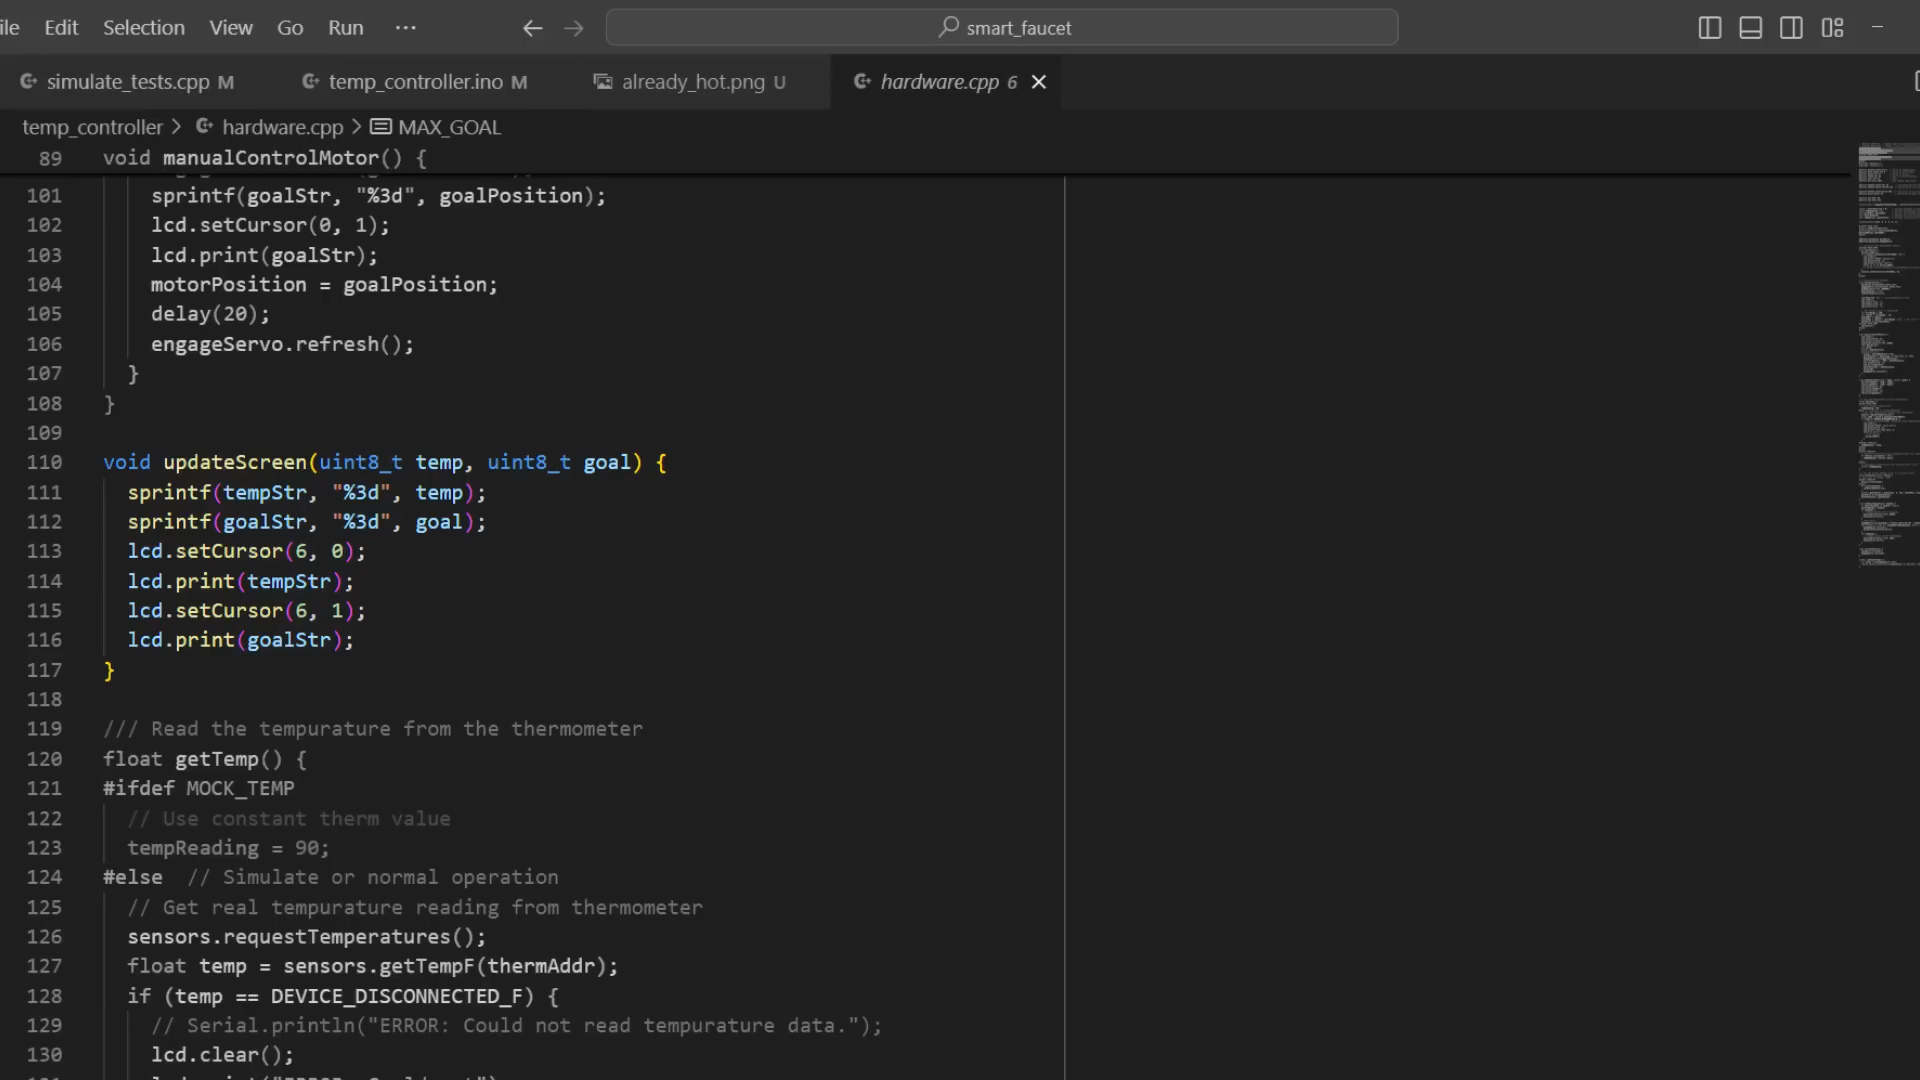 ile Edit Selection View Go Run ··· smart_faucet
simulate_tests.cpp M temp_controller.ino M already_hot.png U hardware.cpp 6
temp_controller > hardware.cpp > MAX_GOAL
89 void manualControlMotor() {
101 sprintf(goalStr, "%3d", goalPosition);
102 lcd.setCursor(0, 1);
103 lcd.print(goalStr);
104 motorPosition = goalPosition;
105 delay(20);
106 engageServo.refresh();
107 }
108 }
109
110 void updateScreen(uint8_t temp, uint8_t goal) {
111 sprintf(tempStr, "%3d", temp);
112 sprintf(goalStr, "%3d", goal);
113 lcd.setCursor(6, 0);
114 lcd.print(tempStr);
115 lcd.setCursor(6, 1);
116 lcd.print(goalStr);
117 }
118
119 /// Read the tempurature from the thermometer
120 float getTemp() {
121 #ifdef MOCK_TEMP
122 // Use constant therm value
123 tempReading = 90;
124 #else // Simulate or normal operation
125 // Get real tempurature reading from thermometer
126 sensors.requestTemperatures();
127 float temp = sensors.getTempF(thermAddr);
128 if (temp == DEVICE_DISCONNECTED_F) {
129 // Serial.println("ERROR: Could not read tempurature data.");
130 lcd.clear();